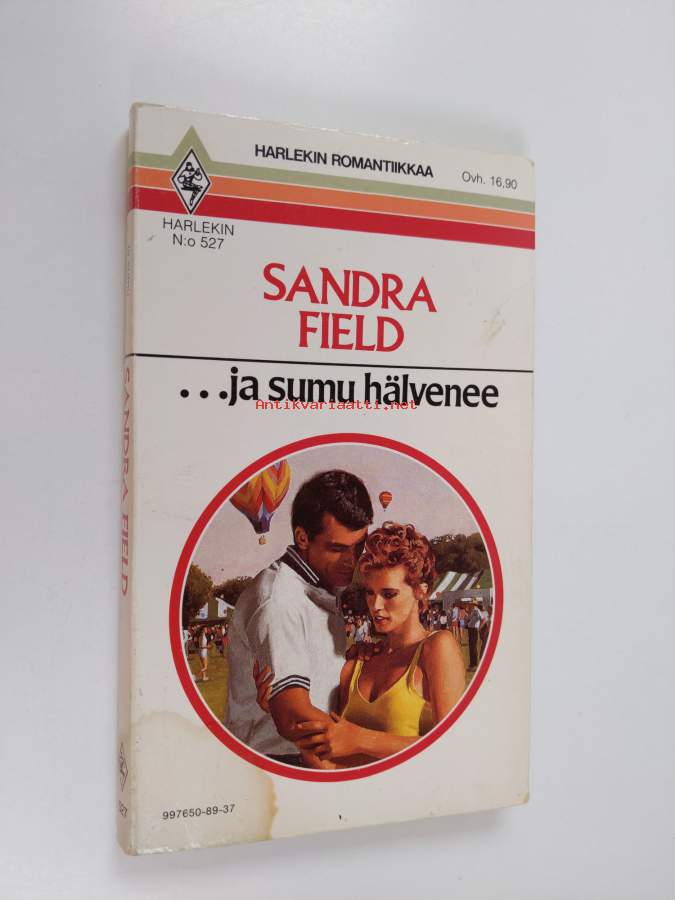 HARLEKIN ROMANTIIKKAA
Ovh. 16,90
HARLEKIN
N:o 527
SANDRA
FIELD
...ja sumu hälvenee
Antikvariaatti.net
SANDRA FIELD
527
997650-89-37